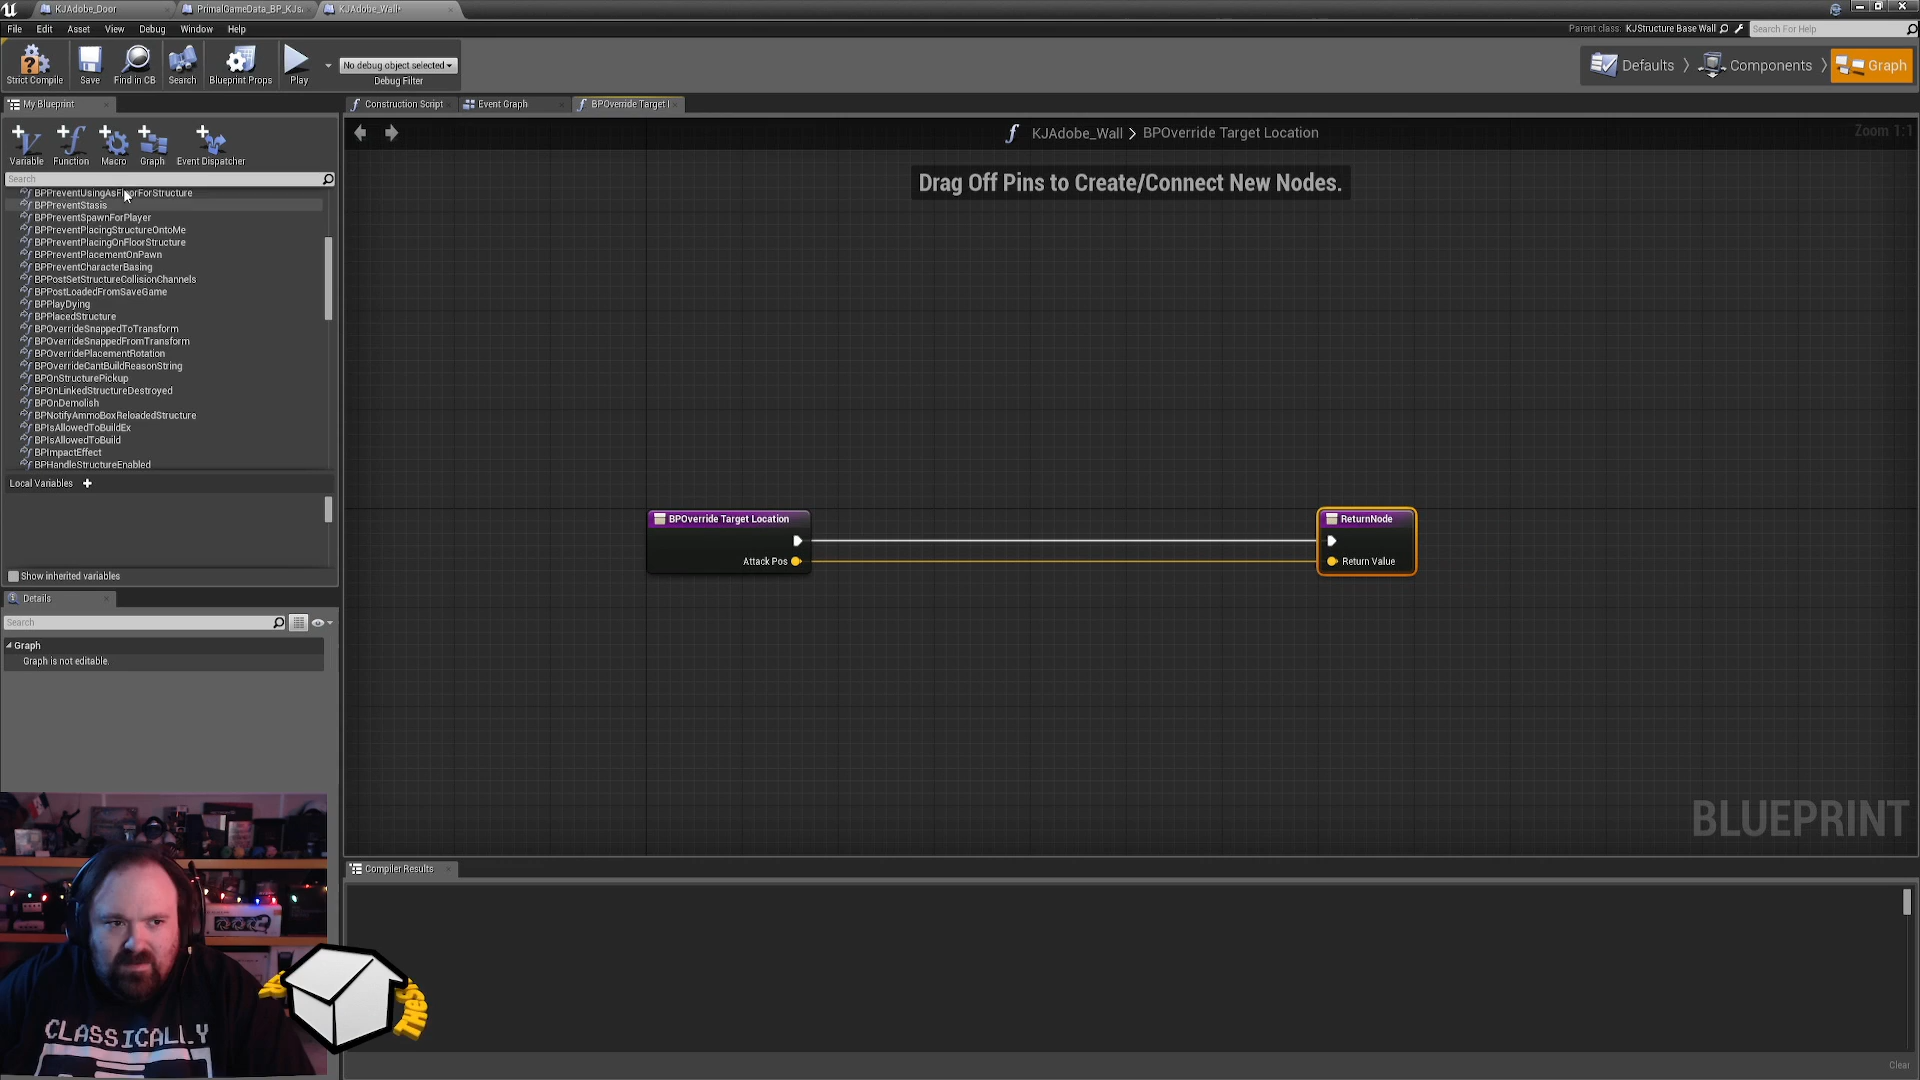 KJAdobe_Door
PrimalGameData_BP_KJs
KJAdobe_Wall*
File Edit Asset View Debug Window Help
Parent class: KJStructure Base Wall
Search For Help
Strict Compile
Save
Find in CB
Search
Blueprint Props
Play
No debug object selected
Debug Filter
Defaults
Components
Graph
My Blueprint
Construction Script
Event Graph
BPOverride Target l
Variable
Function
Macro
Graph
Event Dispatcher
KJAdobe_Wall > BPOverride Target Location
Zoom 1:1
Search
Drag Off Pins to Create/Connect New Nodes.
BPPreventUsingAsFloorForStructure
BPPreventStasis
BPPreventSpawnForPlayer
BPPreventPlacingStructureOntoMe
BPPreventPlacingOnFloorStructure
BPPreventPlacementOnPawn
BPPreventCharacterBasing
BPPostSetStructureCollisionChannels
BPPostLoadedFromSaveGame
BPPlayDying
BPPlacedStructure
BPOverrideSnappedToTransform
BPOverrideSnappedFromTransform
BPOverridePlacementRotation
BPOverrideCantBuildReasonString
BPOnStructurePickup
BPOnLinkedStructureDestroyed
BPOnDemolish
BPNotifyAmmoBoxReloadedStructure
BPIsAllowedToBuildEx
BPIsAllowedToBuild
BPImpactEffect
BPHandleStructureEnabled
Local Variables
BPOverride Target Location
Attack Pos
ReturnNode
Return Value
Show inherited variables
Details
Search
Graph
Graph is not editable.
BLUEPRINT
Compiler Results
CLASSICALLY
Clear